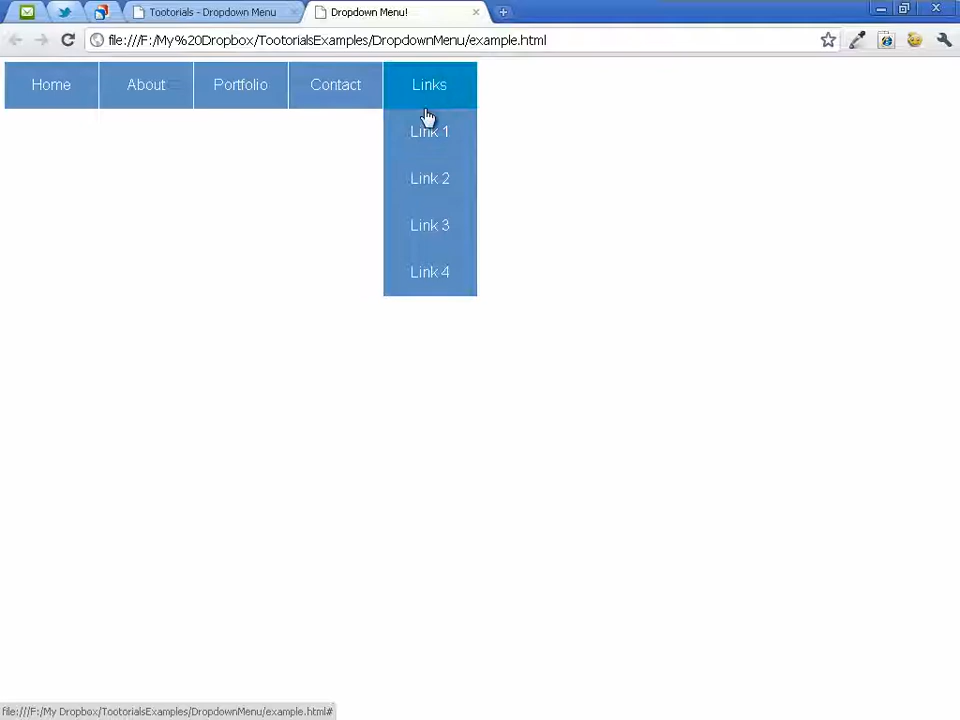 Tootorials - Dropdown Menu
Dropdown Menu!
file:///F:/My%20Dropbox/TootorialsExamples/DropdownMenu/example.html
Home About Portfolio Contact Links
Link 1
Link 2
Link 3
Link 4
file:///F:/My Dropbox/TootorialsExamples/DropdownMenu/example.html#